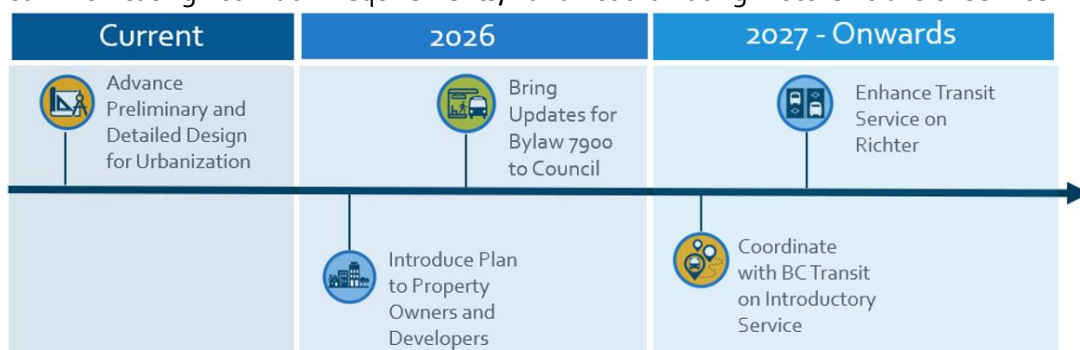 Current
2026
2027 - Onwards
Advance
Preliminary and
Detailed Design
for Urbanization
Bring
Updates for
Bylaw 7900
to Council
Enhance Transit
Service on
Richter
Introduce Plan
to Property
Owners and
Developers
Coordinate
with BC Transit
on Introductory
Service